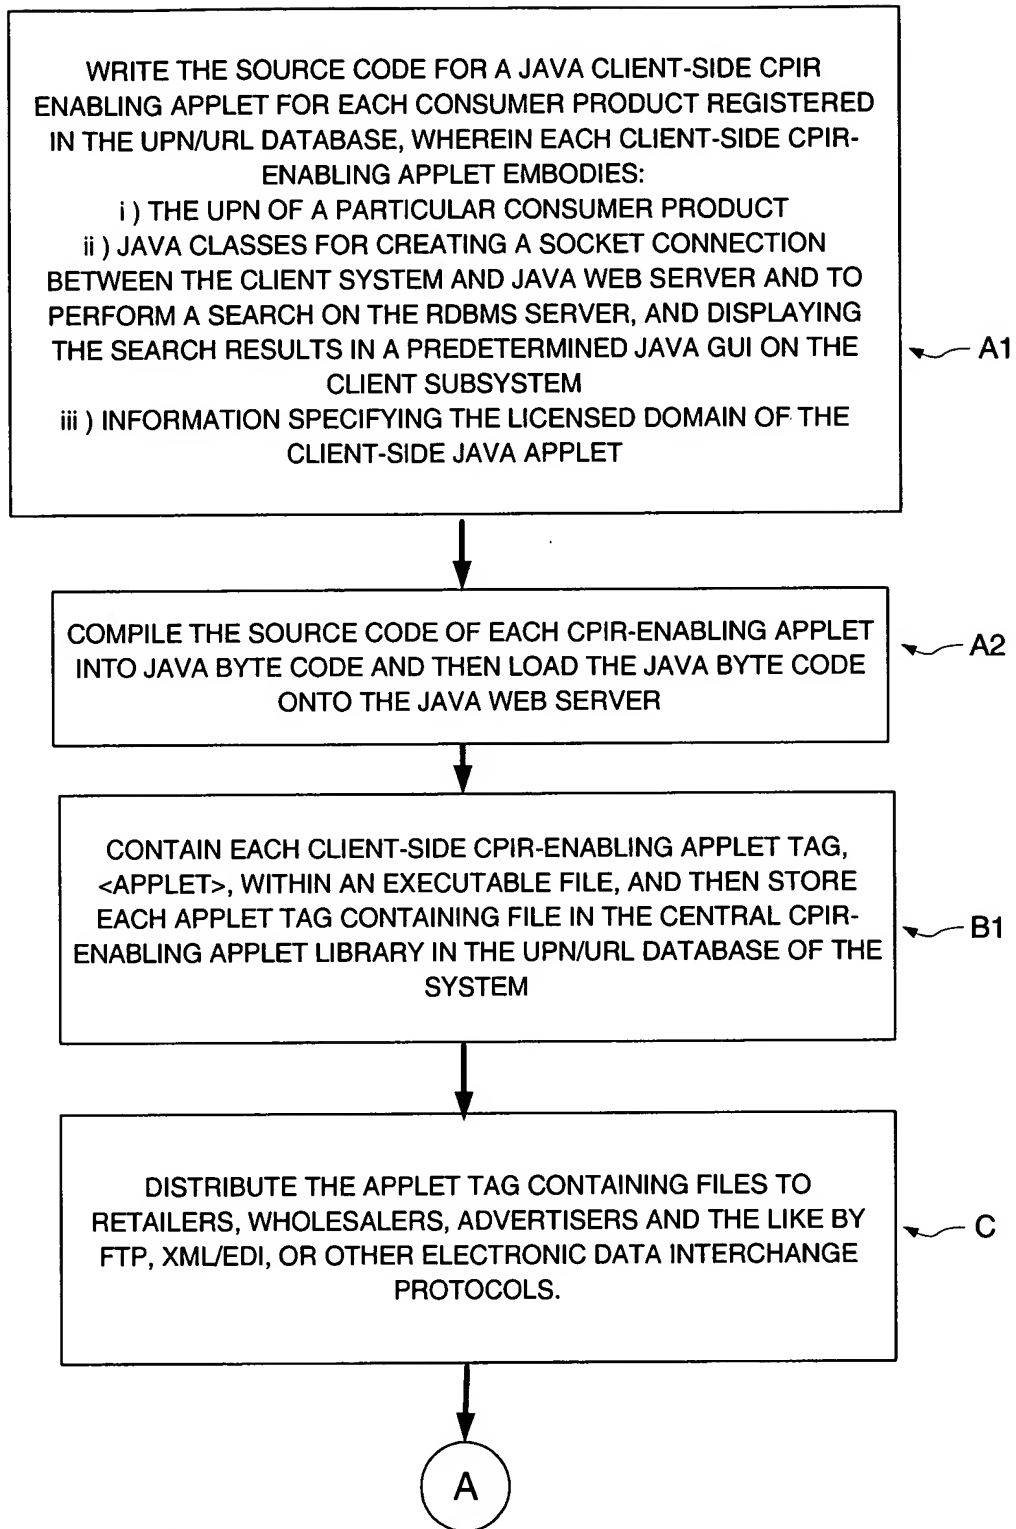 WRITE THE SOURCE CODE FOR A JAVA CLIENT-SIDE CPIR
ENABLING APPLET FOR EACH CONSUMER PRODUCT REGISTERED
IN THE UPN/URL DATABASE, WHEREIN EACH CLIENT-SIDE CPIR-
ENABLING APPLET EMBODIES:
i ) THE UPN OF A PARTICULAR CONSUMER PRODUCT
ii ) JAVA CLASSES FOR CREATING A SOCKET CONNECTION
BETWEEN THE CLIENT SYSTEM AND JAVA WEB SERVER AND TO
PERFORM A SEARCH ON THE RDBMS SERVER, AND DISPLAYING
THE SEARCH RESULTS IN A PREDETERMINED JAVA GUI ON THE
CLIENT SUBSYSTEM
iii ) INFORMATION SPECIFYING THE LICENSED DOMAIN OF THE
CLIENT-SIDE JAVA APPLET
A1
COMPILE THE SOURCE CODE OF EACH CPIR-ENABLING APPLET
INTO JAVA BYTE CODE AND THEN LOAD THE JAVA BYTE CODE
ONTO THE JAVA WEB SERVER
A2
CONTAIN EACH CLIENT-SIDE CPIR-ENABLING APPLET TAG,
<APPLET>, WITHIN AN EXECUTABLE FILE, AND THEN STORE
EACH APPLET TAG CONTAINING FILE IN THE CENTRAL CPIR-
ENABLING APPLET LIBRARY IN THE UPN/URL DATABASE OF THE
SYSTEM
B1
DISTRIBUTE THE APPLET TAG CONTAINING FILES TO
RETAILERS, WHOLESALERS, ADVERTISERS AND THE LIKE BY
FTP, XML/EDI, OR OTHER ELECTRONIC DATA INTERCHANGE
PROTOCOLS.
C
A